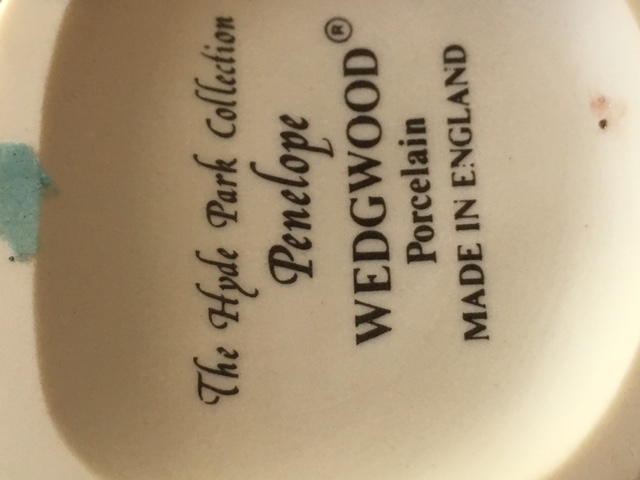 The Hyde Park Collection
Penelope
WEDGWOOD®
Porcelain
MADE IN ENGLAND